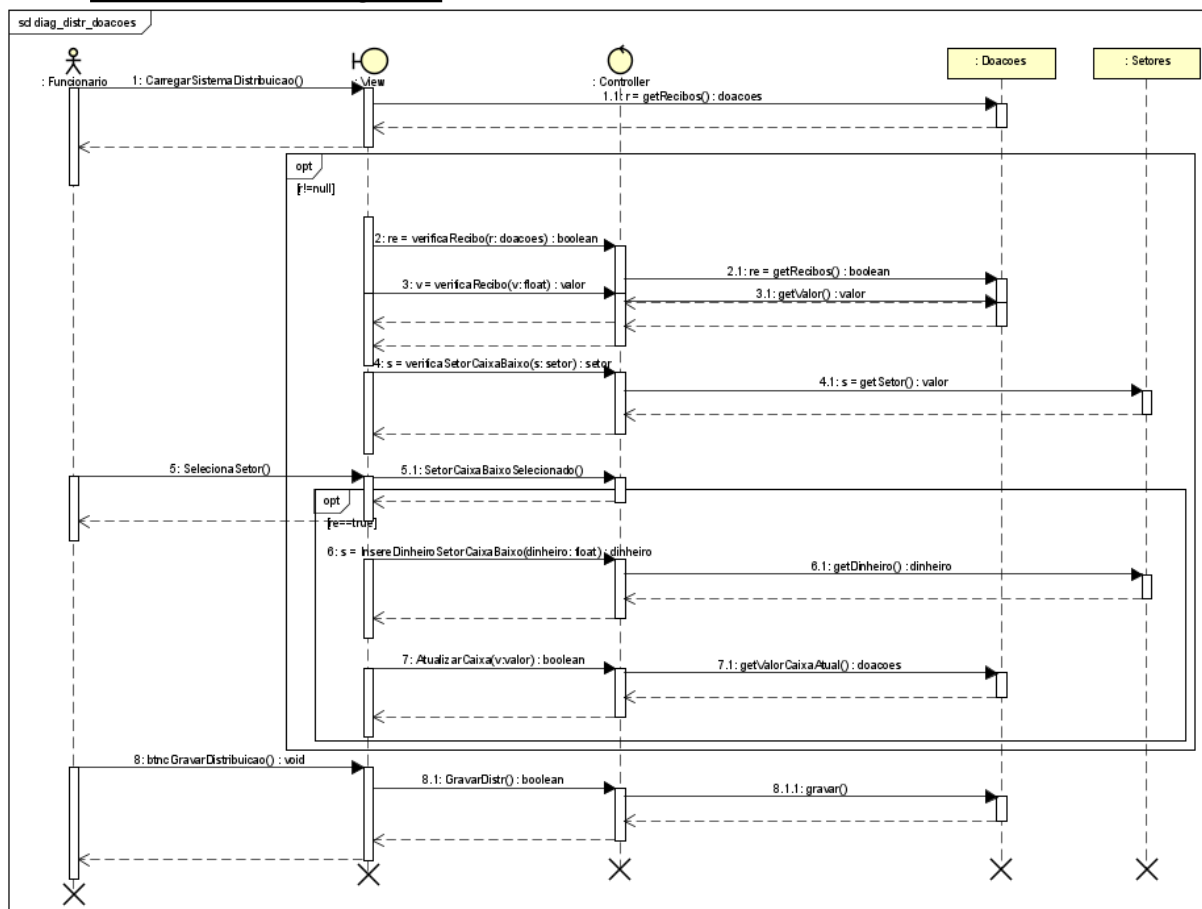 sd diag_distr_doacoes
: Funcionario
: View
: Controller
: Doacoes
: Setores
1: CarregarSistemaDistribuicao()
1.1: r = getRecibos() : doacoes
opt
[r!=null]
2: re = verificaRecibo(r: doacoes) : boolean
2.1: re = getRecibos() : boolean
3: v = verificaRecibo(v: float) : valor
3.1: getValor() : valor
4: s = verificaSetorCaixaBaixo(s: setor) : setor
4.1: s = getSetor() : valor
5: SelecionaSetor()
5.1: SetorCaixaBaixoSelecionado()
opt
[re==true]
6: s = InsereDinheiroSetorCaixaBaixo(dinheiro: float) : dinheiro
6.1: getDinheiro() : dinheiro
7: AtualizarCaixa(v:valor) : boolean
7.1: getValorCaixaAtual() : doacoes
8: btncGravarDistribuicao() : void
8.1: GravarDistr() : boolean
8.1.1: gravar()